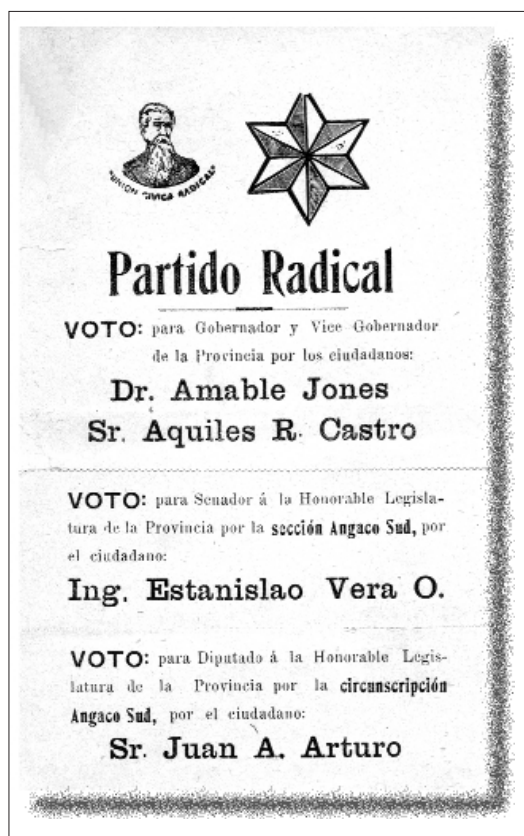 "UNION CIVICA RADICAL"
Partido Radical
VOTO: para Gobernador y Vice Gobernador
de la Provincia por los ciudadanos:
Dr. Amable Jones
Sr. Aquiles R. Castro
VOTO: para Senador á la Honorable Legisla-
tura de la Provincia por la sección Angaco Sud, por
el ciudadano:
Ing. Estanislao Vera O.
VOTO: para Diputado á la Honorable Legis-
latura de la Provincia por la circunscripción
Angaco Sud, por el ciudadano:
Sr. Juan A. Arturo